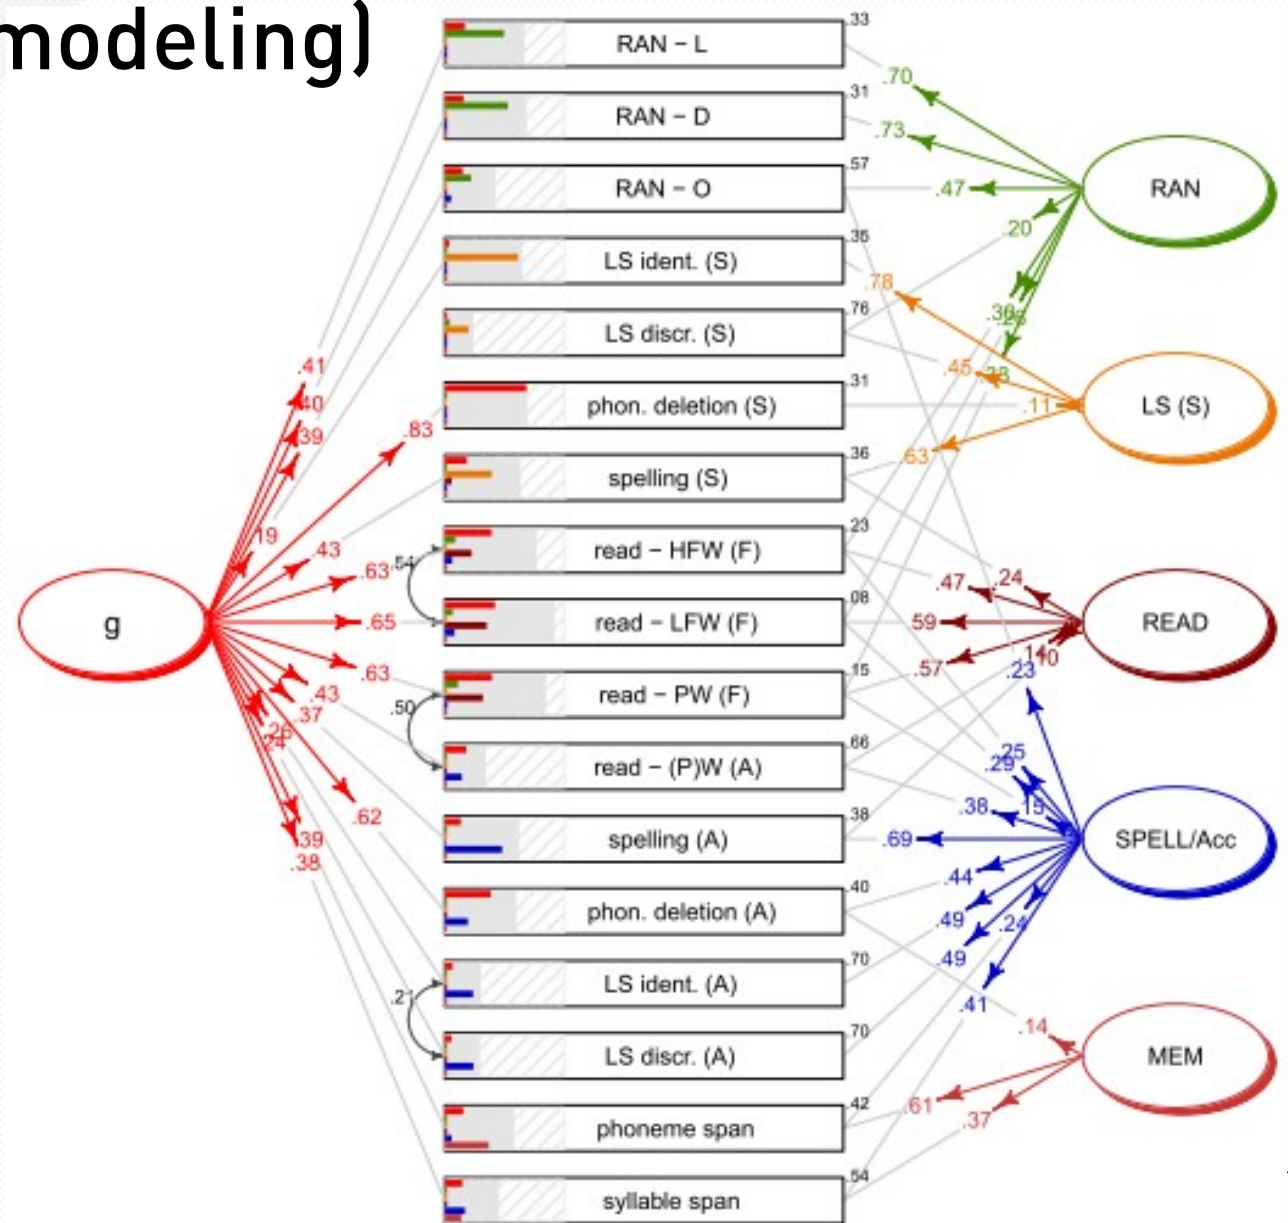 modeling)
.33
RAN − L
.70
.31
RAN − D
.73
.57
RAN − O
.47
RAN
.20
.35
LS ident. (S)
.78
.76
LS discr. (S)
.45
.41
.40
.39
.31
phon. deletion (S)
.11
LS (S)
.83
.36
spelling (S)
.63
.19
.43
.23
read − HFW (F)
.54
.63
.47
.24
g
.65
.08
read − LFW (F)
.59
READ
.63
.15
read − PW (F)
.57
.23
.43
.37
.50
.24
.66
read − (P)W (A)
.25
.29
.62
.38
spelling (A)
.38
.15
.69
SPELL/Acc
.39
.38
.40
phon. deletion (A)
.44
.49
.24
.70
LS ident. (A)
.49
.41
.70
LS discr. (A)
.14
MEM
.42
phoneme span
.61
.37
.54
syllable span